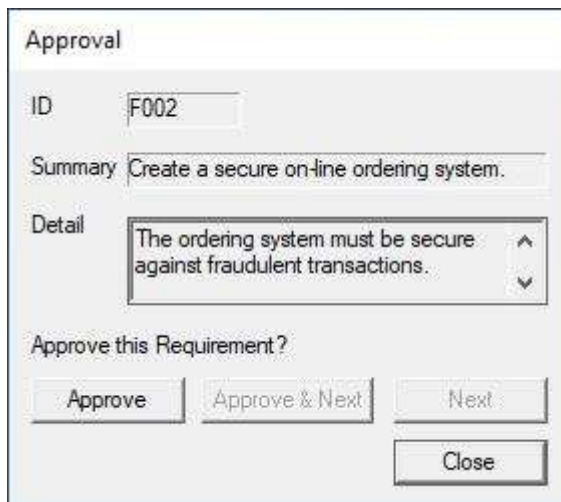 Approval
ID F002
Summary Create a secure on-line ordering system.
Detail The ordering system must be secure
against fraudulent transactions.
Approve this Requirement?
Approve Approve & Next Next
Close